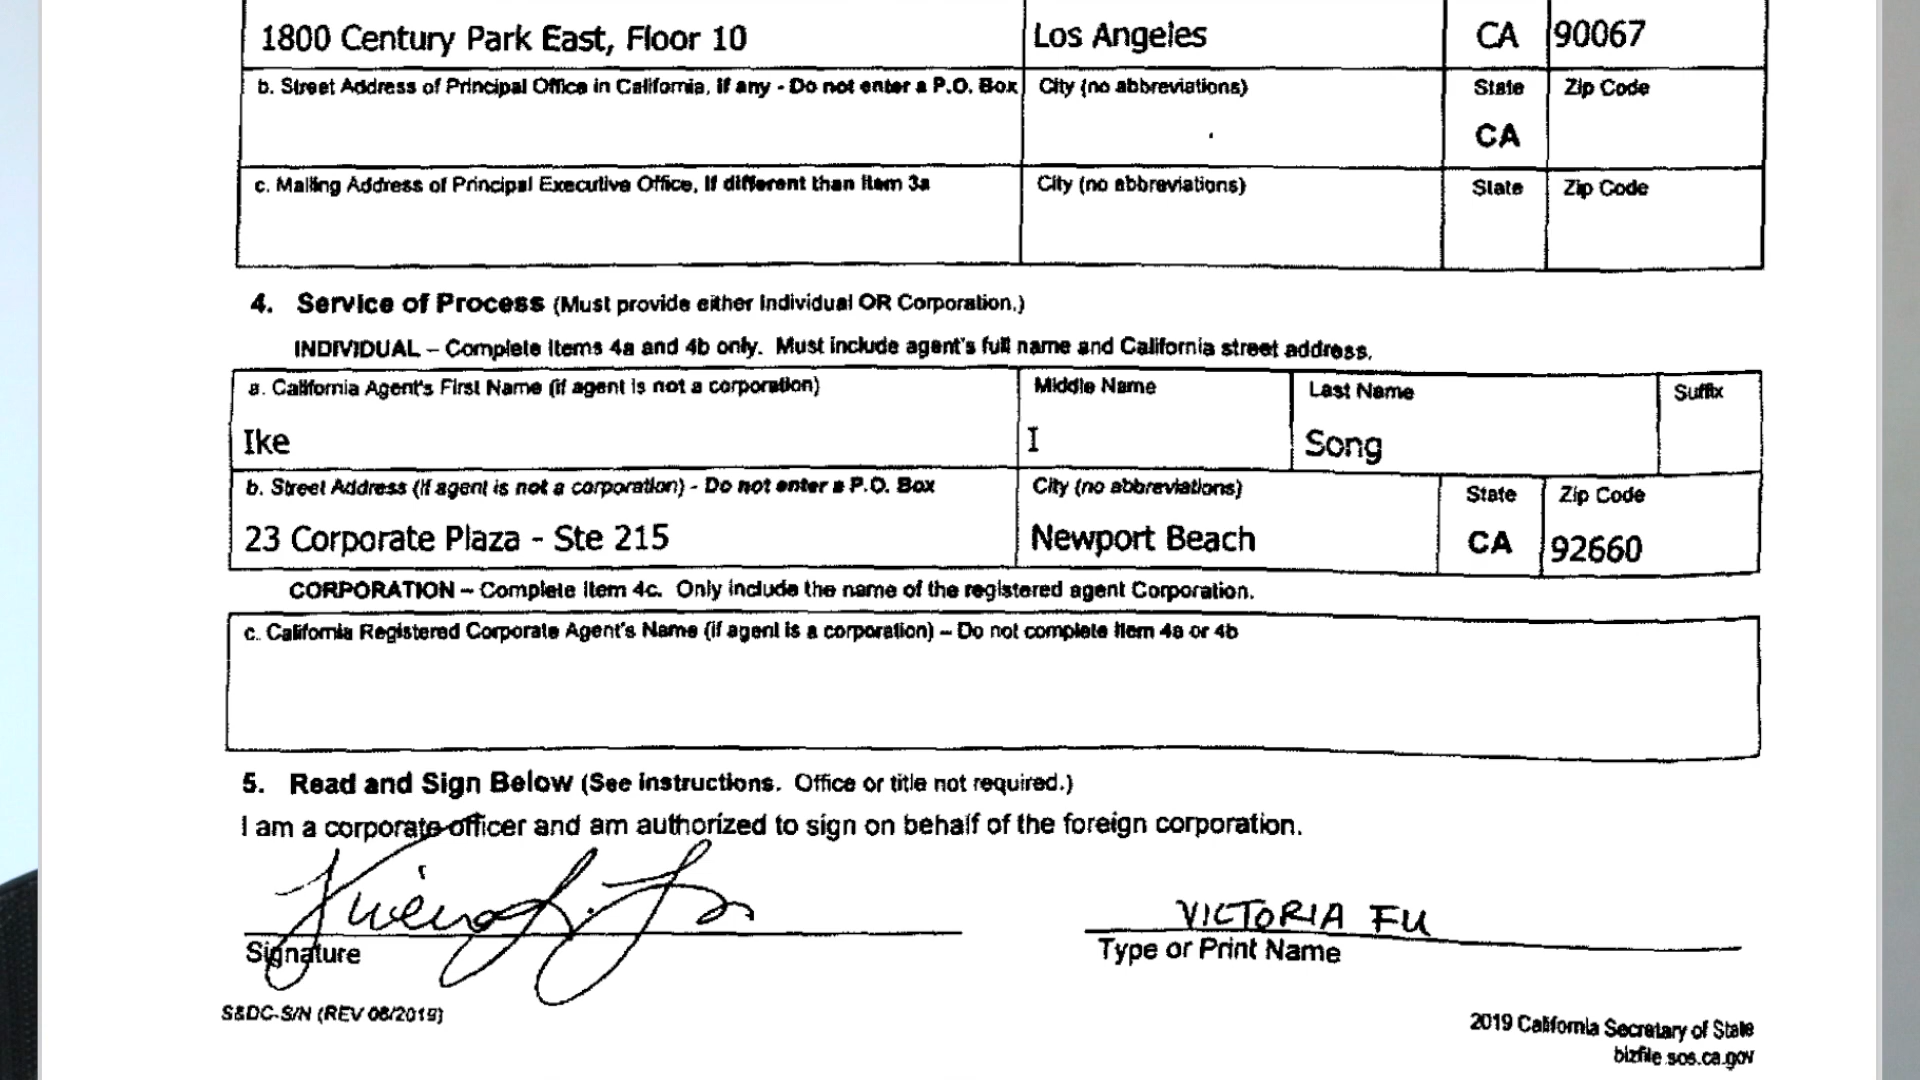 1800 Century Park East, Floor 10 Los Angeles CA 90067
b. Street Address of Principal Office in California, if any - Do not enter a P.O. Box City (no abbreviations) State Zip Code
CA
c. Mailing Address of Principal Executive Office, if different than item 3a City (no abbreviations) State Zip Code
4. Service of Process (Must provide either Individual OR Corporation.)
INDIVIDUAL – Complete Items 4a and 4b only. Must include agent's full name and California street address.
a. California Agent's First Name (if agent is not a corporation) Middle Name Last Name Suffix
Ike I Song
b. Street Address (if agent is not a corporation) - Do not enter a P.O. Box City (no abbreviations) State Zip Code
23 Corporate Plaza - Ste 215 Newport Beach CA 92660
CORPORATION – Complete Item 4c. Only include the name of the registered agent Corporation.
c. California Registered Corporate Agent's Name (if agent is a corporation) – Do not complete Item 4a or 4b
5. Read and Sign Below (See instructions. Office or title not required.)
I am a corporate officer and am authorized to sign on behalf of the foreign corporation.
VICTORIA FU
Signature Type or Print Name
S&DC-S/N (REV 08/2019) 2019 California Secretary of State
bizfile.sos.ca.gov